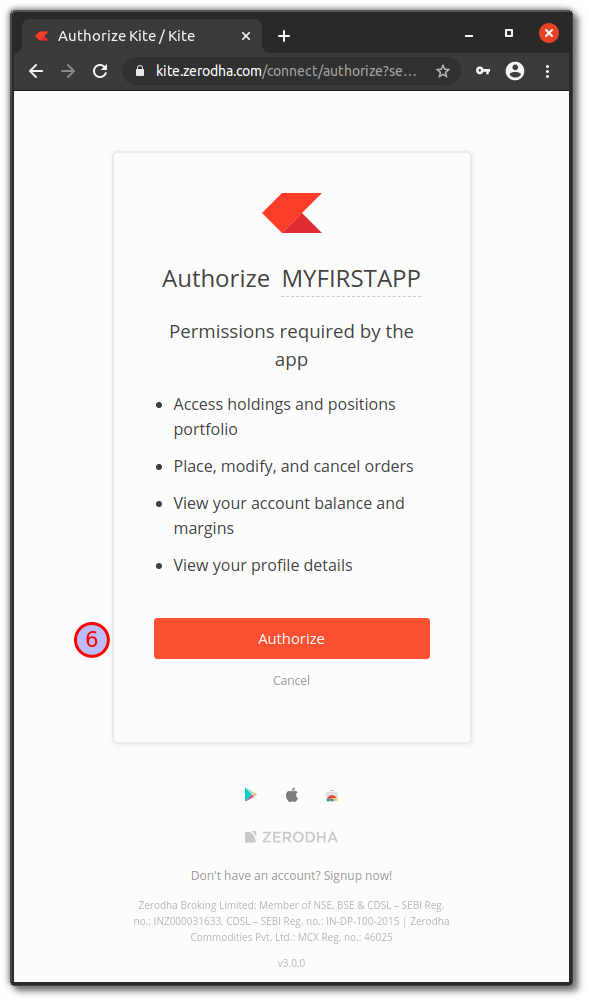 Authorize Kite / Kite
kite.zerodha.com/connect/authorize?se...
Authorize MYFIRSTAPP
Permissions required by the
app
Access holdings and positions
portfolio
Place, modify, and cancel orders
View your account balance and
margins
View your profile details
6
Authorize
Cancel
ZERODHA
Don't have an account? Signup now!
Zerodha Broking Limited: Member of NSE, BSE & CDSL – SEBI Reg.
no.: INZ000031633, CDSL – SEBI Reg. no.: IN-DP-100-2015 | Zerodha
Commodities Pvt. Ltd.: MCX Reg. no.: 46025
v3.0.0